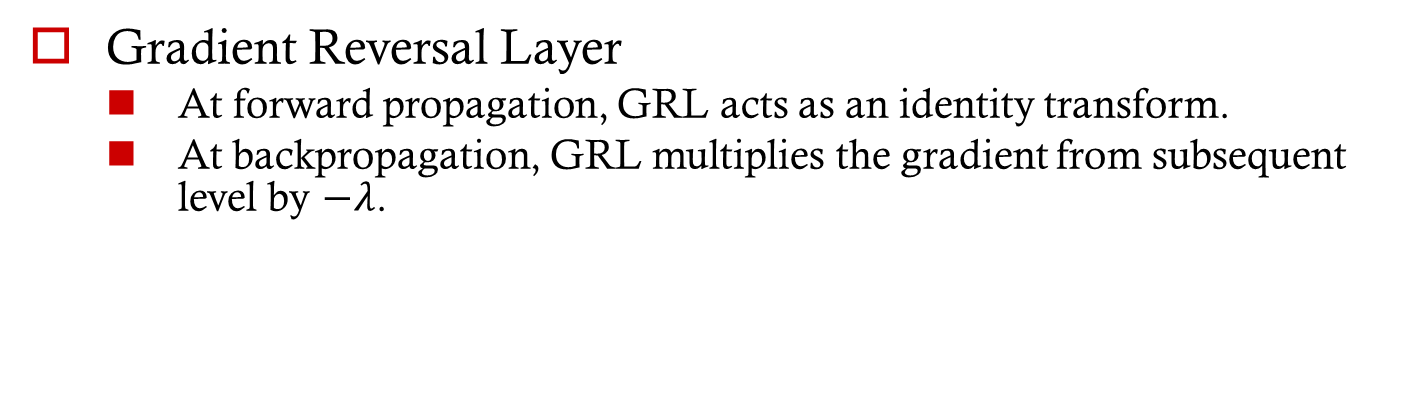 Gradient Reversal Layer
At forward propagation, GRL acts as an identity transform.
At backpropagation, GRL multiplies the gradient from subsequent
level by −λ.